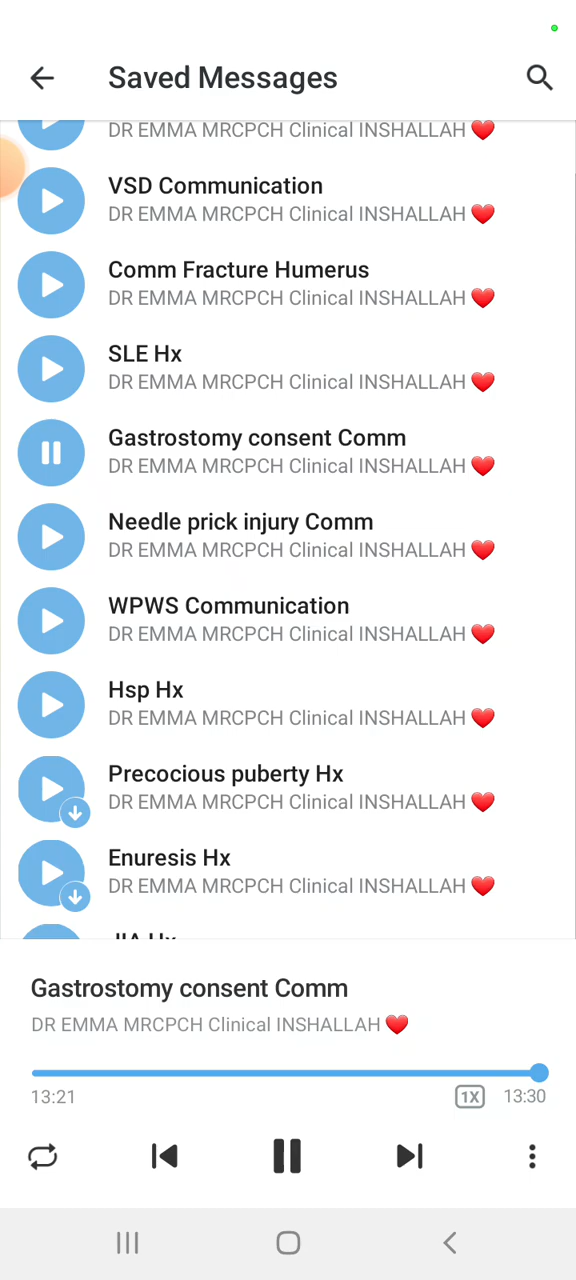 Saved Messages
DR EMMA MRCPCH Clinical INSHALLAH ❤️
VSD Communication
DR EMMA MRCPCH Clinical INSHALLAH ❤️
Comm Fracture Humerus
DR EMMA MRCPCH Clinical INSHALLAH ❤️
SLE Hx
DR EMMA MRCPCH Clinical INSHALLAH ❤️
Gastrostomy consent Comm
DR EMMA MRCPCH Clinical INSHALLAH ❤️
Needle prick injury Comm
DR EMMA MRCPCH Clinical INSHALLAH ❤️
WPWS Communication
DR EMMA MRCPCH Clinical INSHALLAH ❤️
Hsp Hx
DR EMMA MRCPCH Clinical INSHALLAH ❤️
Precocious puberty Hx
DR EMMA MRCPCH Clinical INSHALLAH ❤️
Enuresis Hx
DR EMMA MRCPCH Clinical INSHALLAH ❤️
JIA Hx
Gastrostomy consent Comm
DR EMMA MRCPCH Clinical INSHALLAH ❤️
13:21 1X 13:30